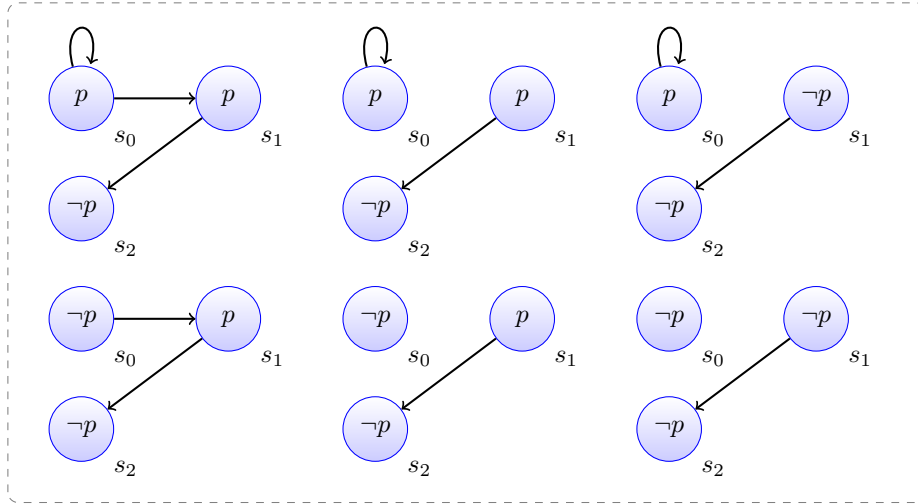 p p p p p ¬p
s₀ s₁ s₀ s₁ s₀ s₁
¬p ¬p ¬p
s₂ s₂ s₂
¬p p ¬p p ¬p ¬p
s₀ s₁ s₀ s₁ s₀ s₁
¬p ¬p ¬p
s₂ s₂ s₂